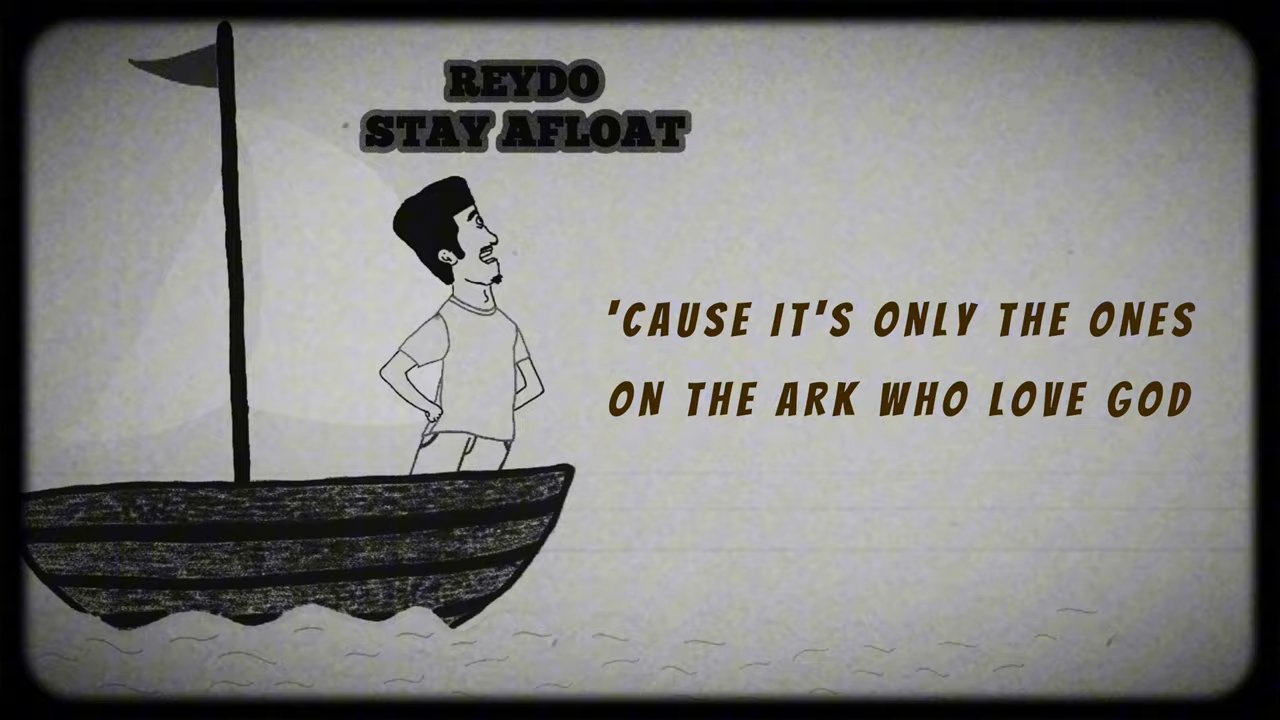 REYDO
STAY AFLOAT
'CAUSE IT'S ONLY THE ONES
ON THE ARK WHO LOVE GOD